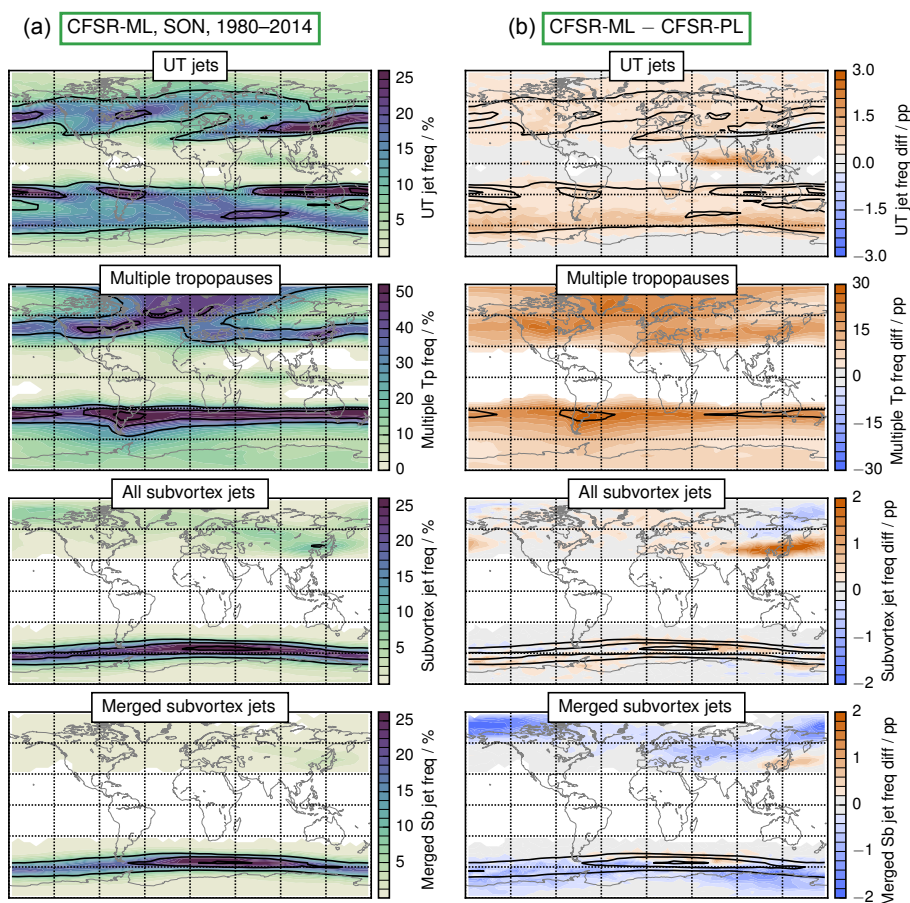 (a) CFSR-ML, SON, 1980–2014
(b) CFSR-ML − CFSR-PL
UT jets
25
20
15
10
5
UT jet freq / %
UT jets
3.0
1.5
0.0
−1.5
−3.0
UT jet freq diff / pp
Multiple tropopauses
50
40
30
20
10
0
Multiple Tp freq / %
Multiple tropopauses
30
15
0
−15
−30
Multiple Tp freq diff / pp
All subvortex jets
25
20
15
10
5
Subvortex jet freq / %
All subvortex jets
2
1
0
−1
−2
Subvortex jet freq diff / pp
Merged subvortex jets
25
20
15
10
5
Merged Sb jet freq / %
Merged subvortex jets
2
1
0
−1
−2
Merged Sb jet freq diff / pp